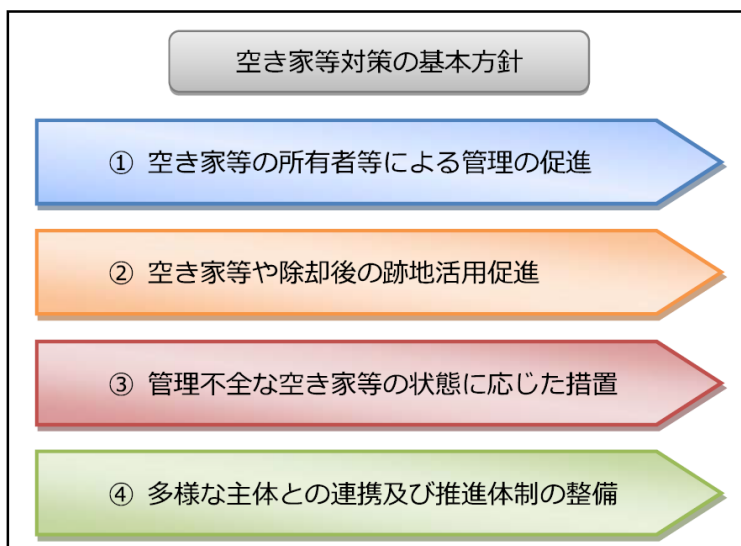 空き家等対策の基本方針
① 空き家等の所有者等による管理の促進
② 空き家等や除却後の跡地活用促進
③ 管理不全な空き家等の状態に応じた措置
④ 多様な主体との連携及び推進体制の整備